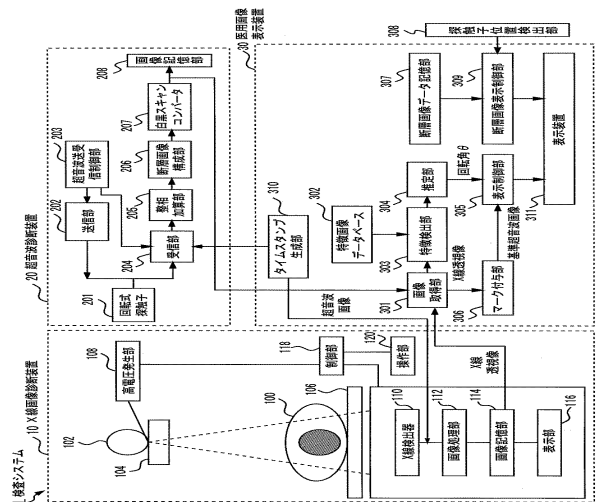 検査システム
10 X線画像診断装置
102
104
108
高電圧発生部
118
制御部
120
操作部
100
106
110
X線検出器
112
画像処理部
114
画像記憶部
116
表示部
X線
透視像
20 超音波診断装置
201
回転式
探触子
202
送信部
203
超音波送受
信制御部
204
受信部
205
整相
加算部
206
断層画像
構成部
207
白黒スキャン
コンバータ
208
画像記憶部
30 医用画像
表示装置
310
タイムスタンプ
生成部
超音波
画像
302
特徴画像
データベース
301
画像
取得部
303
特徴検出部
304
推定部
X線透視像
回転角θ
305
表示制御部
306
マーク付与部
基準超音波画像
307
断層画像データ記憶部
308
探触子位置検出部
309
断層画像表示制御部
311
表示装置